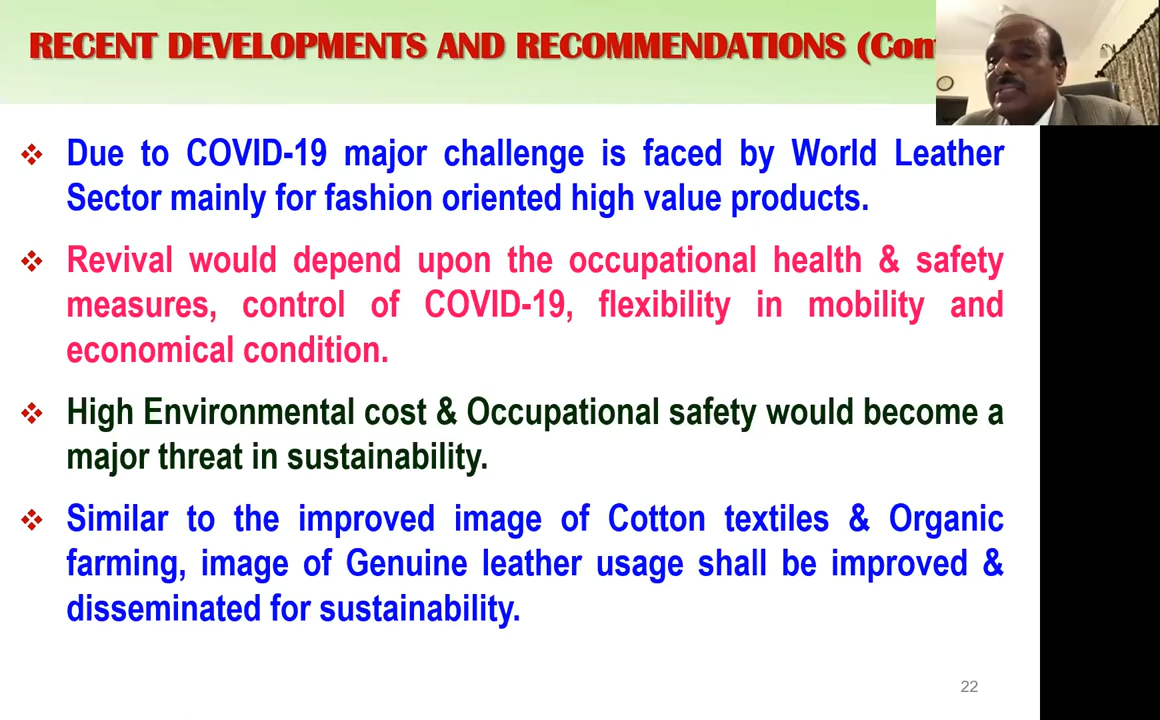 RECENT DEVELOPMENTS AND RECOMMENDATIONS (Con
Due to COVID-19 major challenge is faced by World Leather
Sector mainly for fashion oriented high value products.
Revival would depend upon the occupational health & safety
measures, control of COVID-19, flexibility in mobility and
economical condition.
High Environmental cost & Occupational safety would become a
major threat in sustainability.
Similar to the improved image of Cotton textiles & Organic
farming, image of Genuine leather usage shall be improved &
disseminated for sustainability.
22